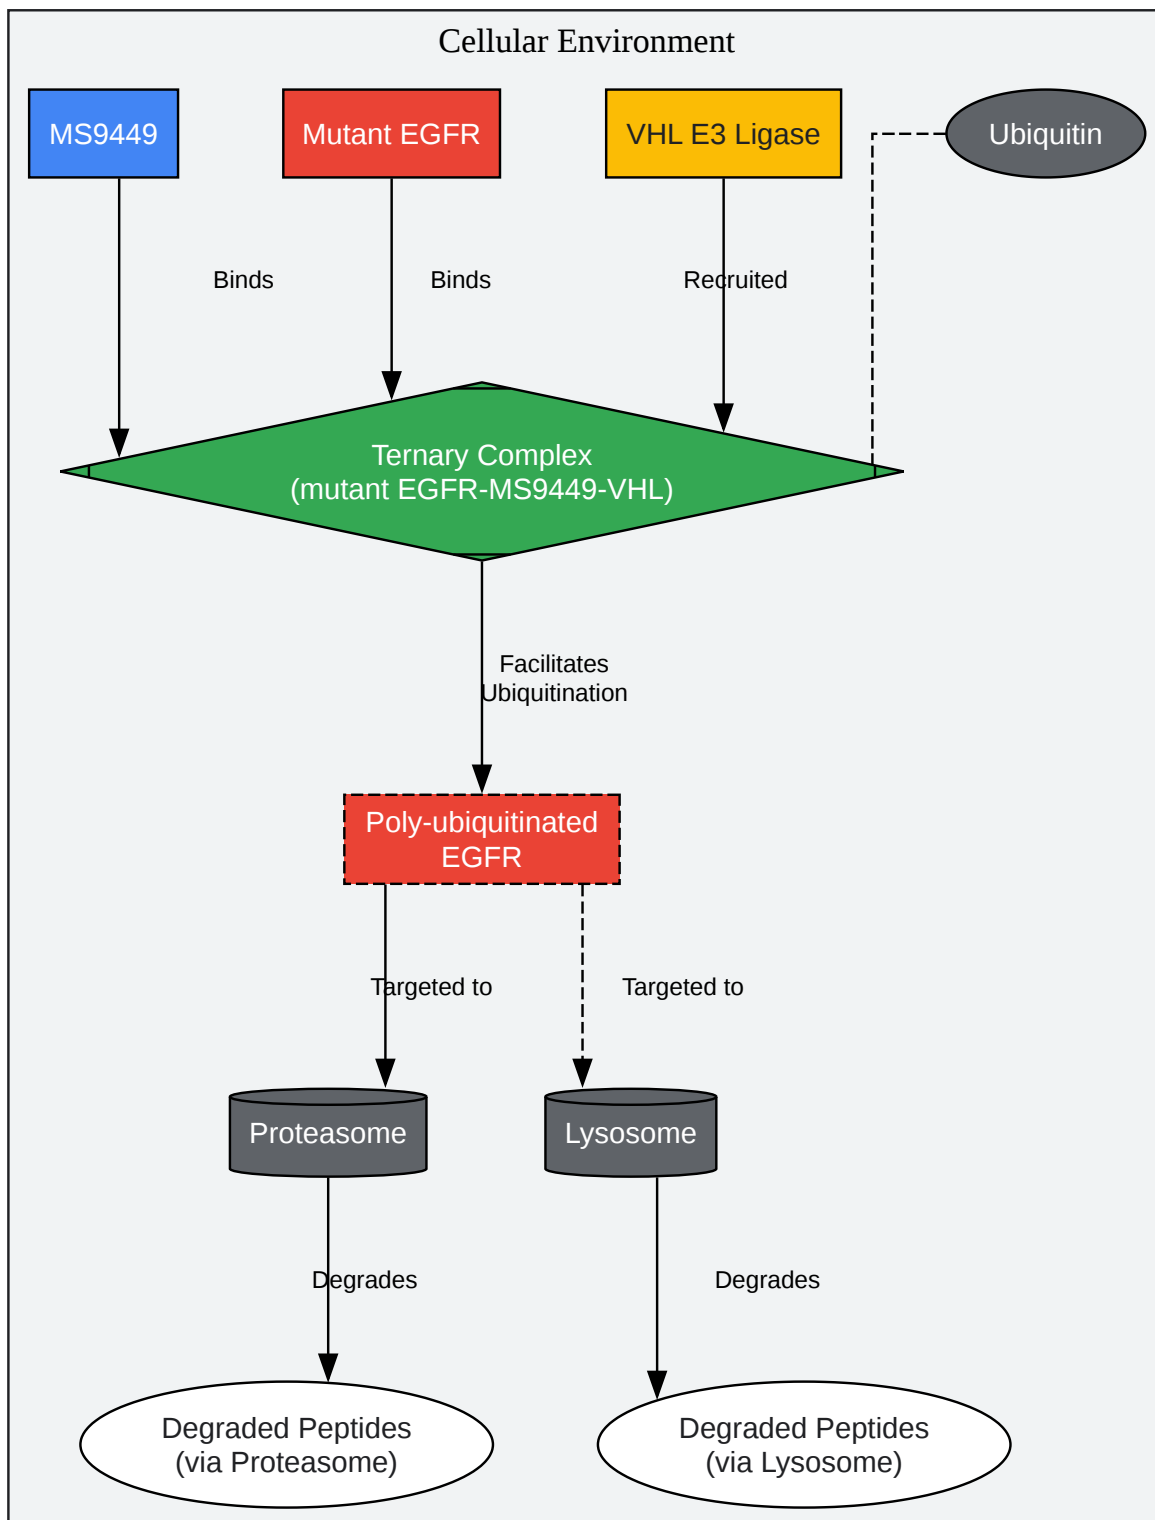 Cellular Environment
MS9449
Mutant EGFR
VHL E3 Ligase
Ubiquitin
Binds
Binds
Recruited
Ternary Complex
(mutant EGFR-MS9449-VHL)
Facilitates
Ubiquitination
Poly-ubiquitinated
EGFR
Targeted to
Targeted to
Proteasome
Lysosome
Degrades
Degrades
Degraded Peptides
(via Proteasome)
Degraded Peptides
(via Lysosome)